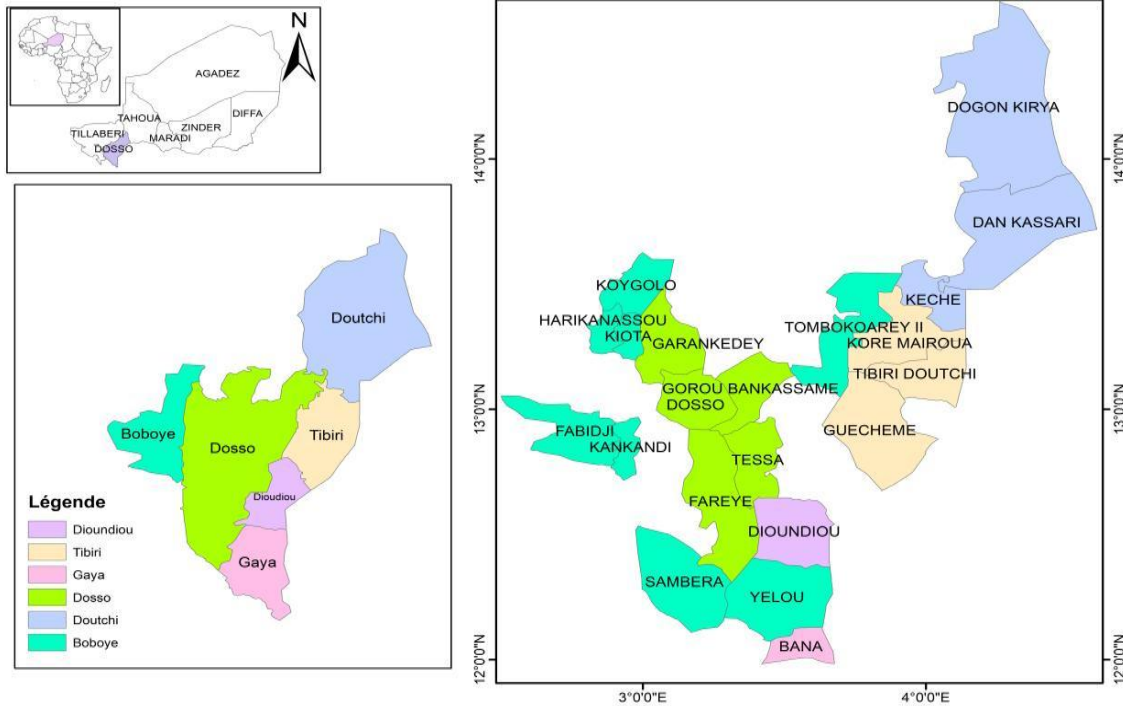 N
AGADEZ
TAHOUA
DIFFA
ZINDER
TILLABERI
MARADI
DOSSO
Doutchi
Boboye
Dosso
Tibiri
Dioudiou
Gaya
Légende
Dioundiou
Tibiri
Gaya
Dosso
Doutchi
Boboye
DOGON KIRYA
14°0'0"N
14°0'0"N
DAN KASSARI
KOYGOLO
KECHE
HARIKANASSOU
TOMBOKOAREY II
KIOTA
GARANKEDEY
KORE MAIROUA
TIBIRI DOUTCHI
GOROU BANKASSAME
DOSSO
13°0'0"N
13°0'0"N
FABIDJI
GUECHEME
KANKANDI
TESSA
FAREYE
DIOUNDIOU
SAMBERA
YELOU
BANA
12°0'0"N
12°0'0"N
3°0'0"E
4°0'0"E